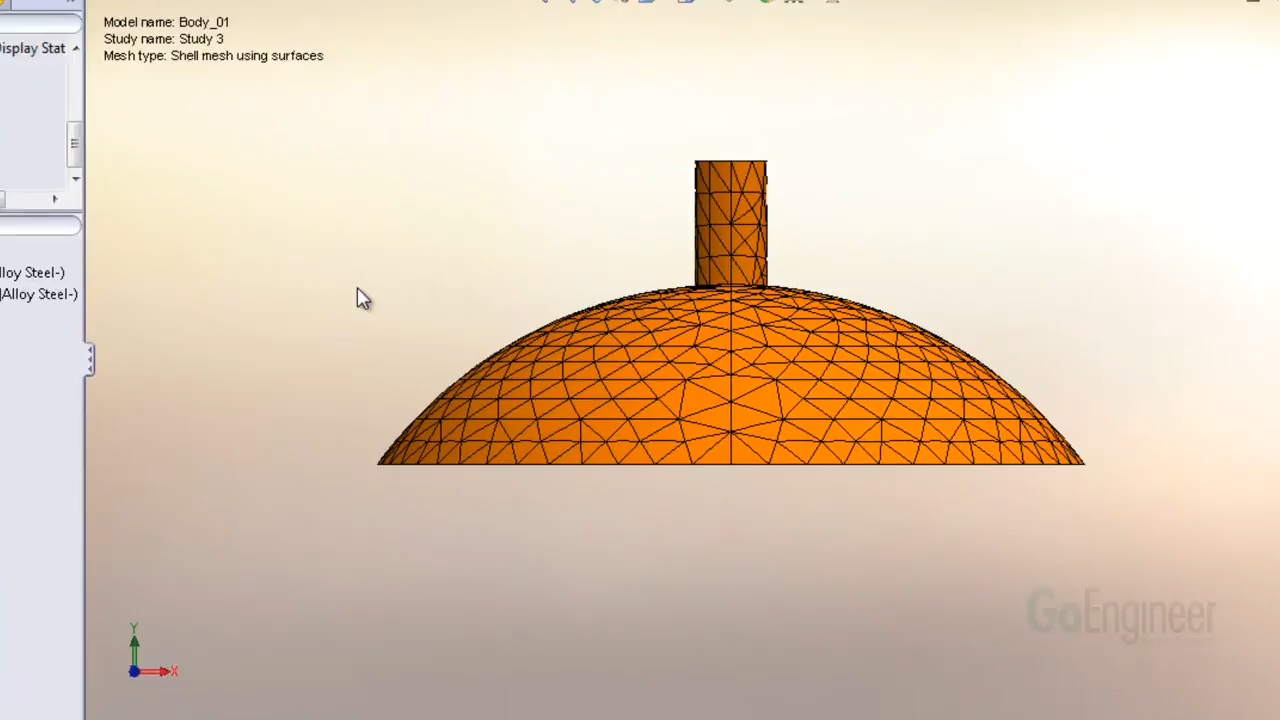 Model name: Body_01
Study name: Study 3
Mesh type: Shell mesh using surfaces
isplay Stat
lloy Steel-)
[Alloy Steel-)
Y
X
GoEngineer